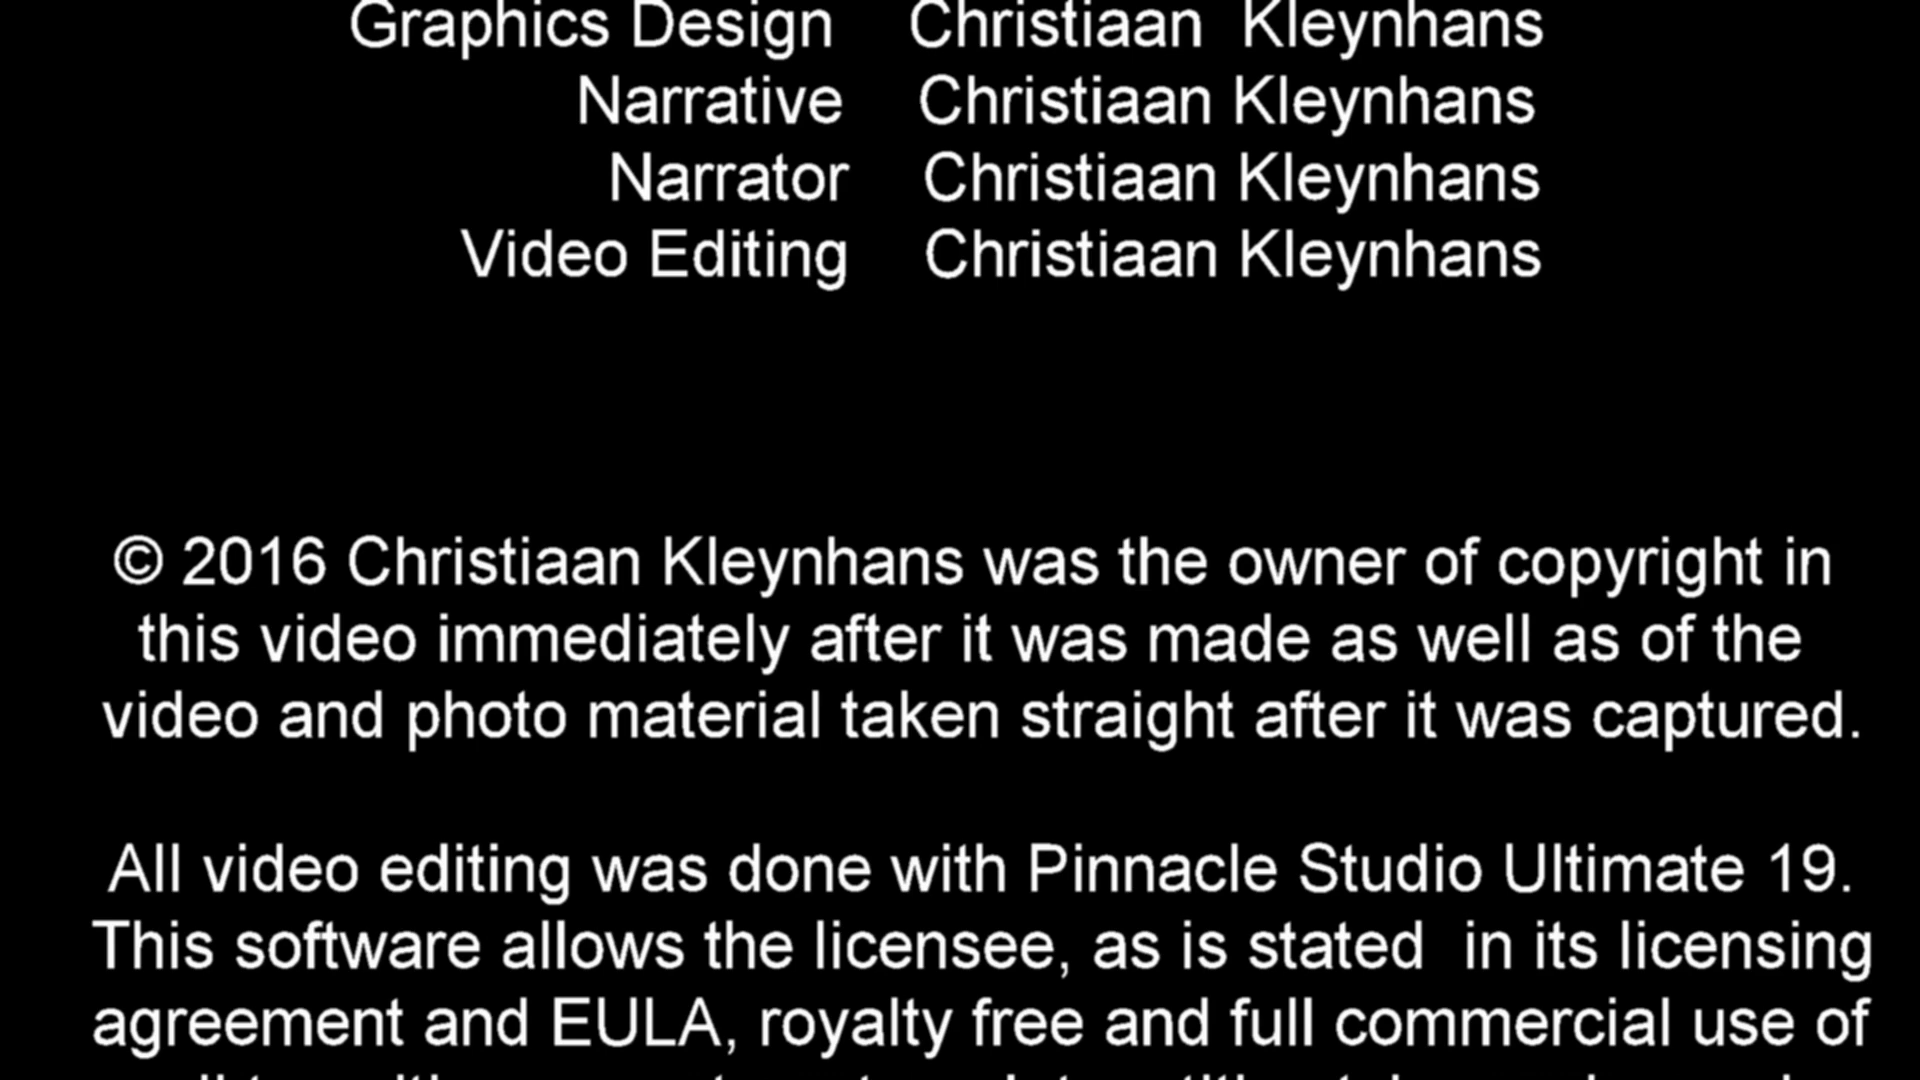 Graphics Design Christiaan Kleynhans
Narrative Christiaan Kleynhans
Narrator Christiaan Kleynhans
Video Editing Christiaan Kleynhans
© 2016 Christiaan Kleynhans was the owner of copyright in
this video immediately after it was made as well as of the
video and photo material taken straight after it was captured.
All video editing was done with Pinnacle Studio Ultimate 19.
This software allows the licensee, as is stated in its licensing
agreement and EULA, royalty free and full commercial use of